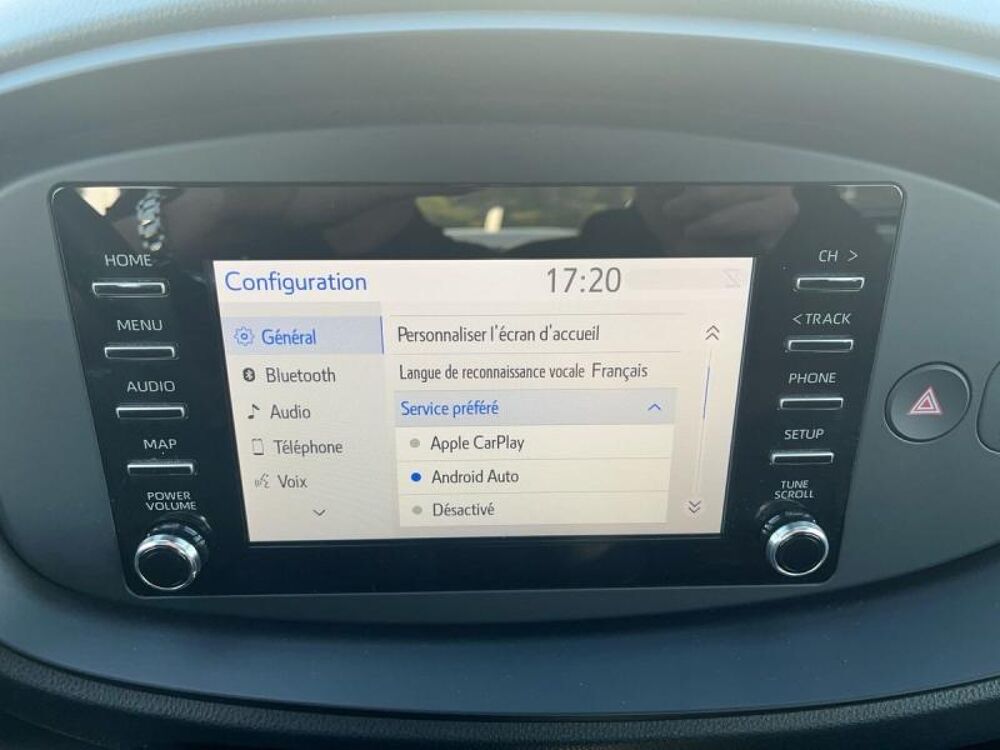 HOME
MENU
AUDIO
MAP
POWER
VOLUME
Configuration 17:20
Général
Bluetooth
Audio
Téléphone
Voix
Personnaliser l'écran d'accueil
Langue de reconnaissance vocale Français
Service préféré
Apple CarPlay
Android Auto
Désactivé
CH >
< TRACK
PHONE
SETUP
TUNE
SCROLL